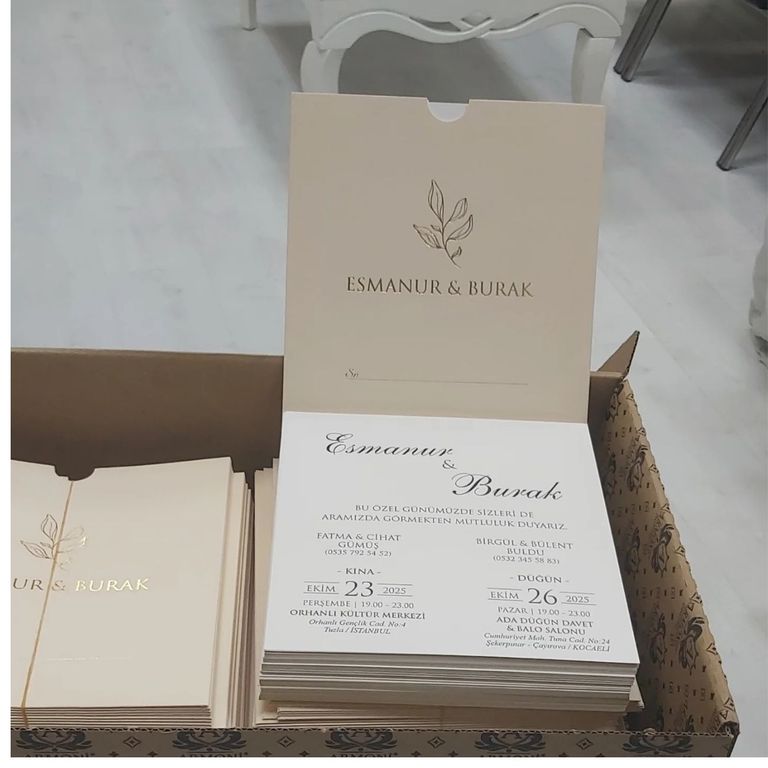 ESMANUR & BURAK
Sn.
Esmanur
&
Burak
BU ÖZEL GÜNÜMÜZDE SİZLERİ DE
ARAMIZDA GÖRMEKTEN MUTLULUK DUYARIZ.
FATMA & CİHAT
GÜMÜŞ
(0535 792 54 52)
- KINA -
EKİM 23 2025
PERŞEMBE | 19.00 - 23.00
ORHANLI KÜLTÜR MERKEZİ
Orhanlı Gençlik Cad. No:4
Tuzla / İSTANBUL
BİRGÜL & BÜLENT
BULDU
(0532 345 58 83)
- DÜĞÜN -
EKİM 26 2025
PAZAR | 19.00 - 23.00
ADA DÜĞÜN DAVET
& BALO SALONU
Cumhuriyet Mah. Tuna Cad. No:24
Şekerpınar - Çayırova / KOCAELİ
UR & BURAK
ARMONİ